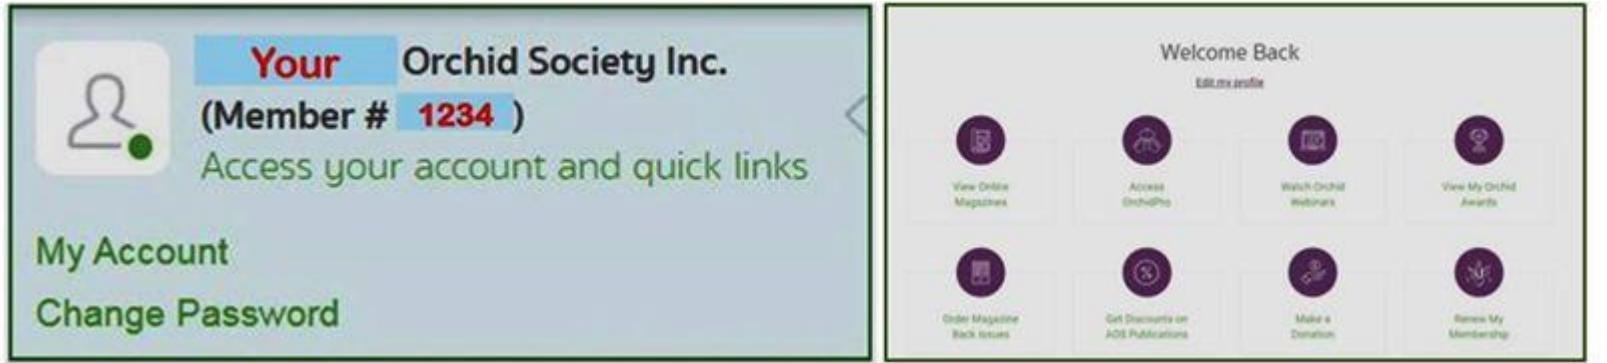 Your Orchid Society Inc.
(Member # 1234 )
Access your account and quick links
My Account
Change Password
Welcome Back
Edit my profile
View Online
Magazines
Access
OrchidPro
Watch Orchid
Webinars
View My Orchid
Awards
Order Magazine
Back Issues
Get Discounts on
AOS Publications
Make a
Donation
Renew My
Membership